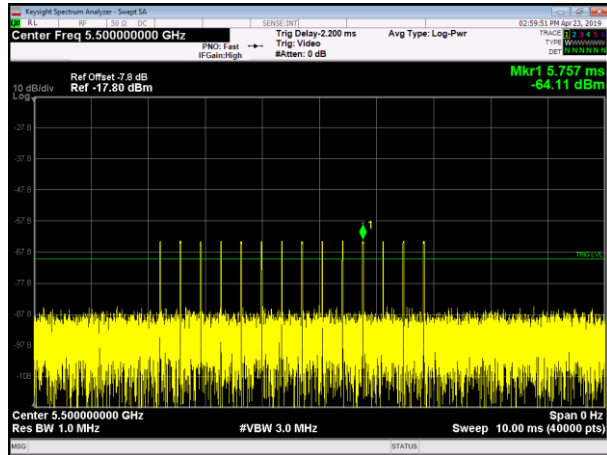 Keysight Spectrum Analyzer - Swept SA
RL RF 50 Ω DC SENSE:INT 02:59:51 PM Apr 23, 2019
Center Freq 5.500000000 GHz
PNO: Fast
IFGain:High
Trig Delay-2.200 ms
Trig: Video
#Atten: 0 dB
Avg Type: Log-Pwr
TRACE 1 2 3 4 5 6
TYPE WWWWWW
DET N N N N N N
Ref Offset -7.8 dB
10 dB/div Ref -17.80 dBm
Log
Mkr1 5.757 ms
-64.11 dBm
-27.8
-37.8
-47.8
-57.8
1
-67.8
TRIG LVL
-77.8
-87.8
-97.8
-108
Center 5.500000000 GHz Span 0 Hz
Res BW 1.0 MHz #VBW 3.0 MHz Sweep 10.00 ms (40000 pts)
MSG STATUS